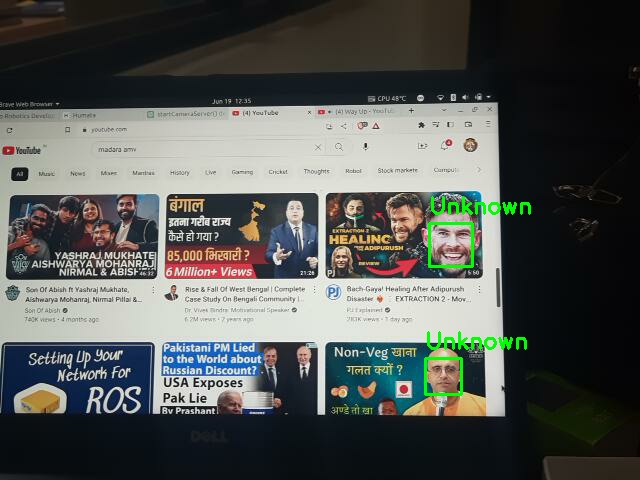 Brave Web Browser
Jun 19 12:35
CPU 48°C
Robotics Develop
Humata
startCameraServer() d
(4) YouTube
(4) Way Up - YouT
youtube.com
YouTube
madara amv
4
All
Music
News
Mixes
Mantras
History
Live
Gaming
Cricket
Thoughts
Robot
Stock markets
Comput
YASHRAJ MUKHATE
AISHWARYA MOHANRAJ
NIRMAL & ABISH
46:32
बंगाल
इतना गरीब राज्य
कैसे हो गया ?
85,000 भिखारी ?
6 Million+ Views
21:26
EXTRACTION-2
HEALING
ADIPURUSH
REVIEW
5:50
Unknown
Son Of Abish ft Yashraj Mukhate,
Aishwarya Mohanraj, Nirmal Pillai &
Son Of Abish
740K views • 4 months ago
Rise & Fall Of West Bengal | Complete
Case Study On Bengal Community |
Dr. Vivek Bindra: Motivational Speaker
6.2M views • 2 years ago
PJ
Bach-Gaya! Healing After Adipurush
Disaster ❤️ ⋮ EXTRACTION 2 - Mov...
PJ Explained
283K views • 1 day ago
Setting Up Your
Network For
ROS
Pakistani PM Lied
to the World about
Russian Discount?
USA Exposes
Pak Lie
By Prashant
Non-Veg खाना
गलत क्यों ?
अण्डे तो खा
Unknown
DELL